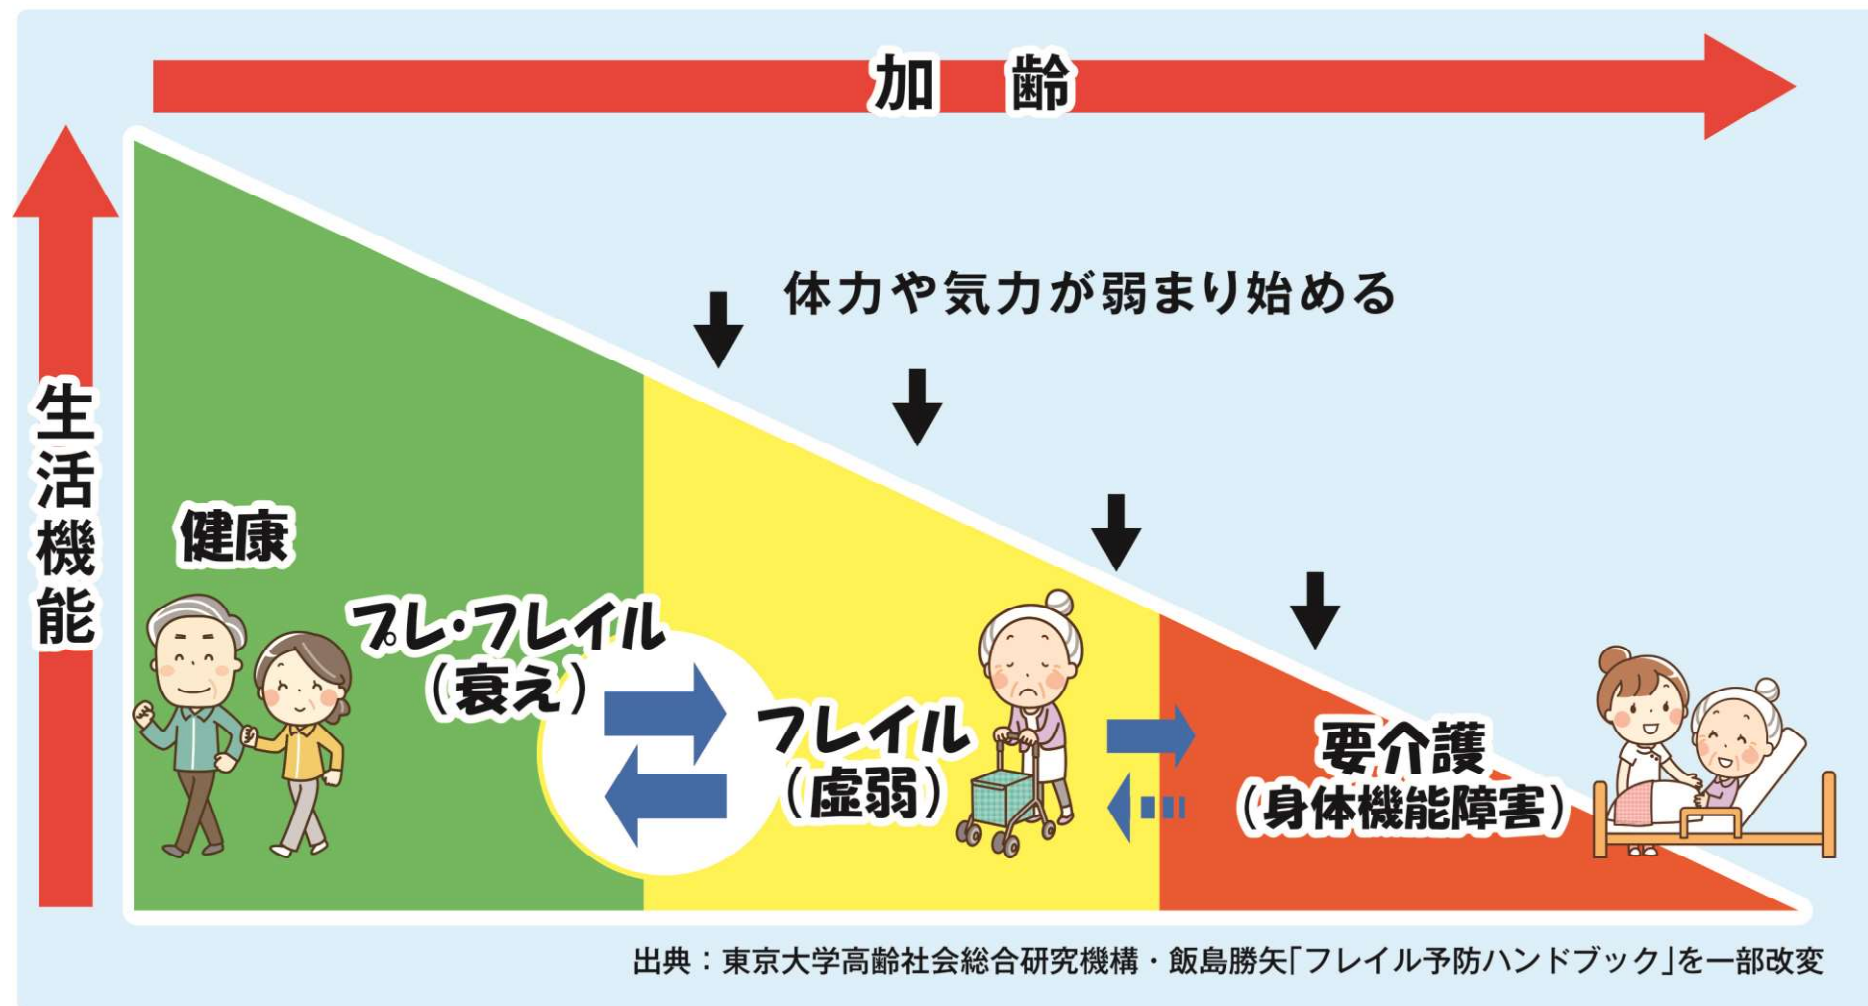 加 齢
生活機能
体力や気力が弱まり始める
健康
プレ・フレイル
（衰え）
フレイル
（虚弱）
要介護
（身体機能障害）
出典：東京大学高齢社会総合研究機構・飯島勝矢「フレイル予防ハンドブック」を一部改変